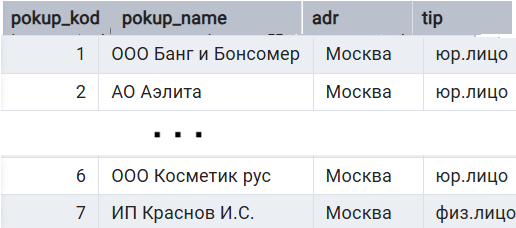 pokup_kod pokup_name adr tip
1 ООО Банг и Бонсомер Москва юр.лицо
2 АО Аэлита Москва юр.лицо
...
6 ООО Косметик рус Москва юр.лицо
7 ИП Краснов И.С. Москва физ.лицо